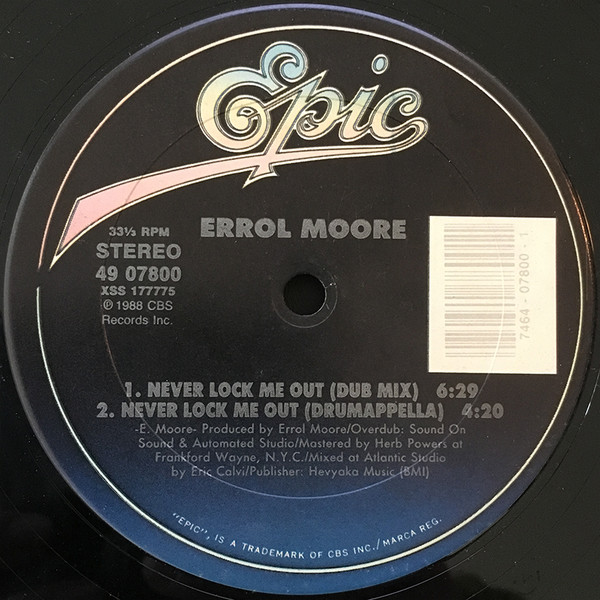 Epic
ERROL MOORE
33⅓ RPM
STEREO
49 07800
XSS 177775
℗ 1988 CBS
Records Inc.
7464 - 07800 - 1
1. NEVER LOCK ME OUT (DUB MIX) 6:29
2. NEVER LOCK ME OUT (DRUMAPPELLA) 4:20
-E. Moore- Produced by Errol Moore/Overdub: Sound On
Sound & Automated Studio/Mastered by Herb Powers at
Frankford Wayne, N.Y.C./Mixed at Atlantic Studio
by Eric Calvi/Publisher: Hevyaka Music (BMI)
"EPIC", IS A TRADEMARK OF CBS INC./ MARCA REG.